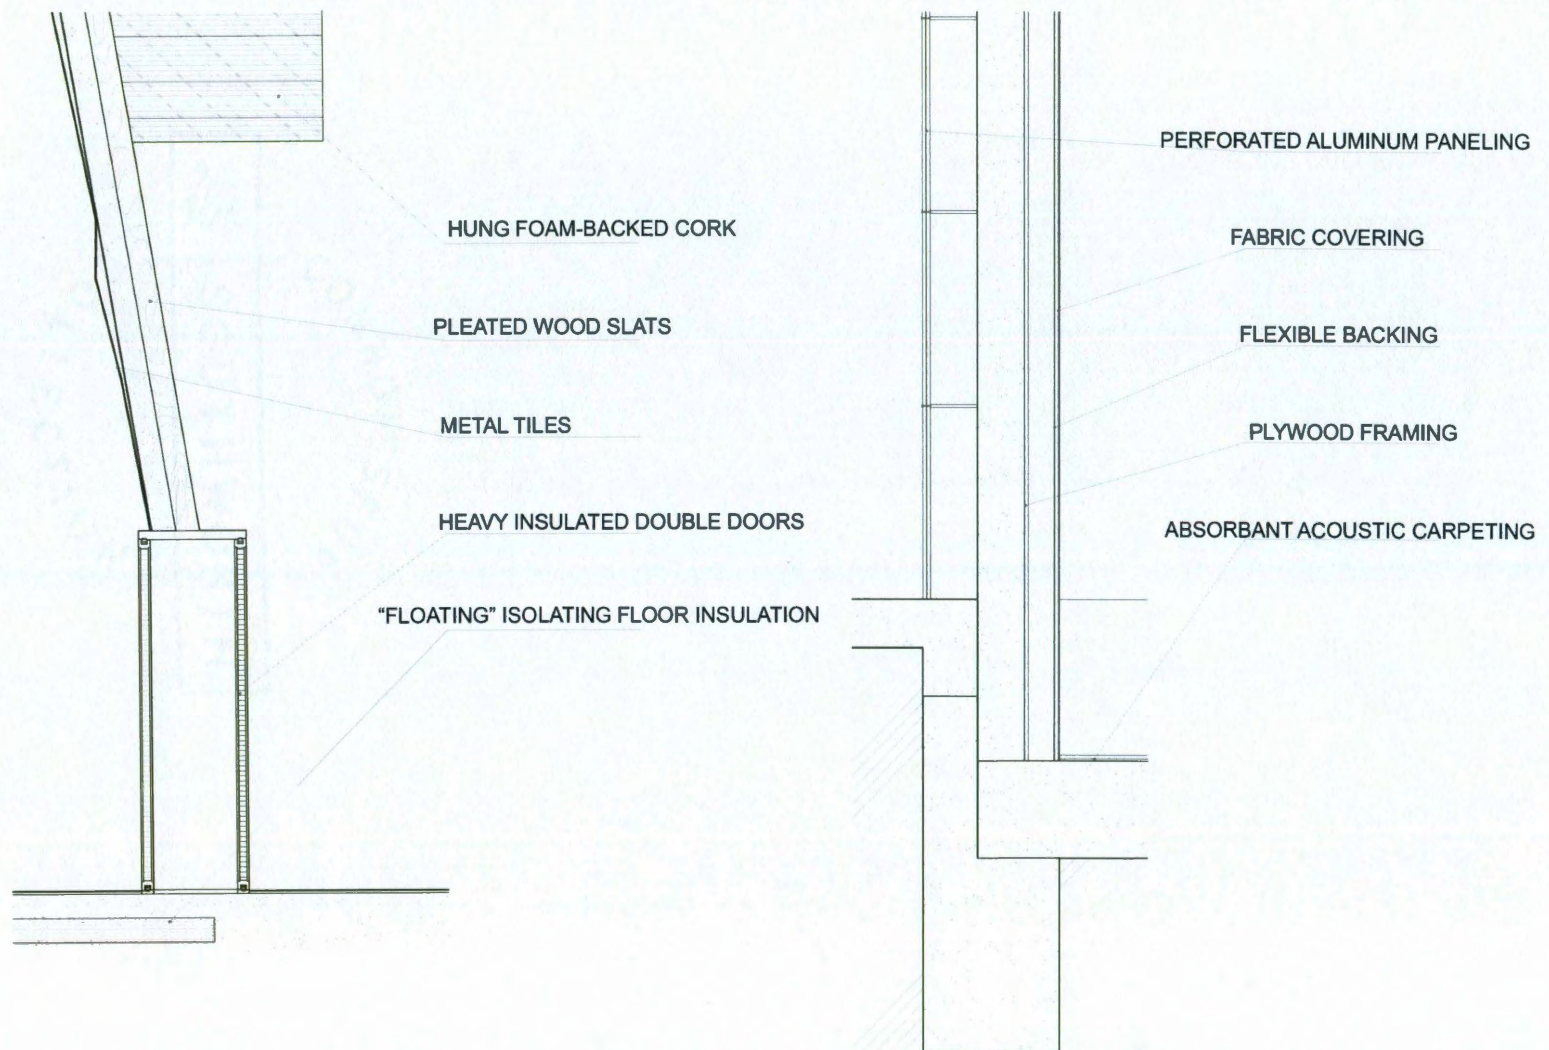 HUNG FOAM-BACKED CORK
PLEATED WOOD SLATS
METAL TILES
HEAVY INSULATED DOUBLE DOORS
“FLOATING” ISOLATING FLOOR INSULATION
PERFORATED ALUMINUM PANELING
FABRIC COVERING
FLEXIBLE BACKING
PLYWOOD FRAMING
ABSORBANT ACOUSTIC CARPETING